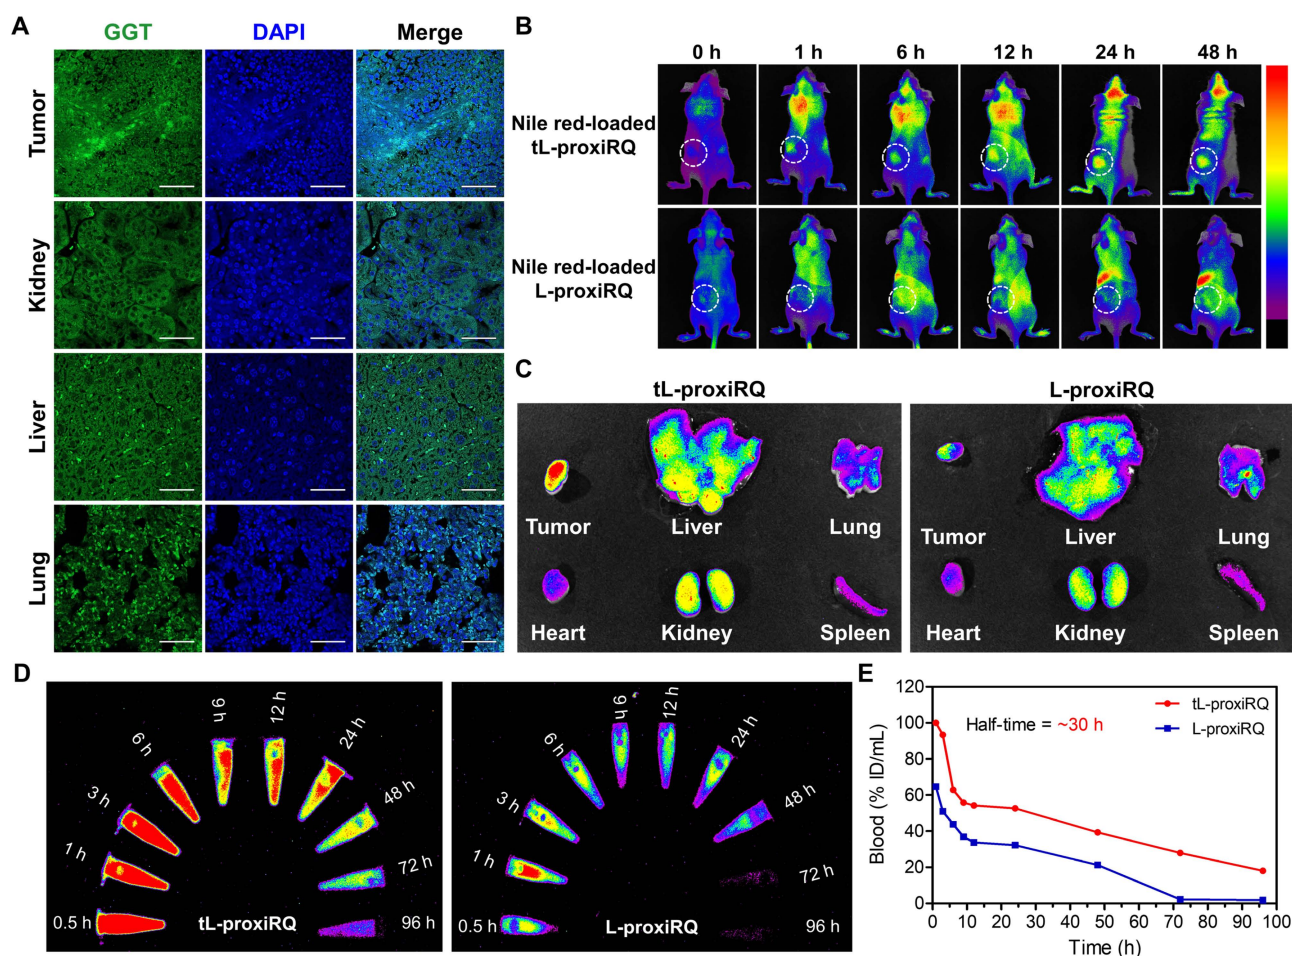 A
GGT
DAPI
Merge
Tumor
Kidney
Liver
Lung
B
0 h
1 h
6 h
12 h
24 h
48 h
Nile red-loaded
tL-proxiRQ
Nile red-loaded
L-proxiRQ
C
tL-proxiRQ
L-proxiRQ
Tumor
Liver
Lung
Heart
Kidney
Spleen
Tumor
Liver
Lung
Heart
Kidney
Spleen
D
0.5 h
1 h
3 h
6 h
9 h
12 h
24 h
48 h
72 h
96 h
tL-proxiRQ
0.5 h
1 h
3 h
6 h
9 h
12 h
24 h
48 h
72 h
96 h
L-proxiRQ
E
Blood (% ID/mL)
120
100
80
60
40
20
0
Half-time = ~30 h
tL-proxiRQ
L-proxiRQ
0 10 20 30 40 50 60 70 80 90 100
Time (h)